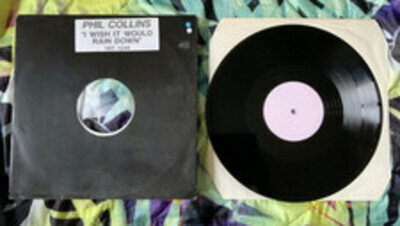 PHIL COLLINS
"I WISH IT WOULD
RAIN DOWN"